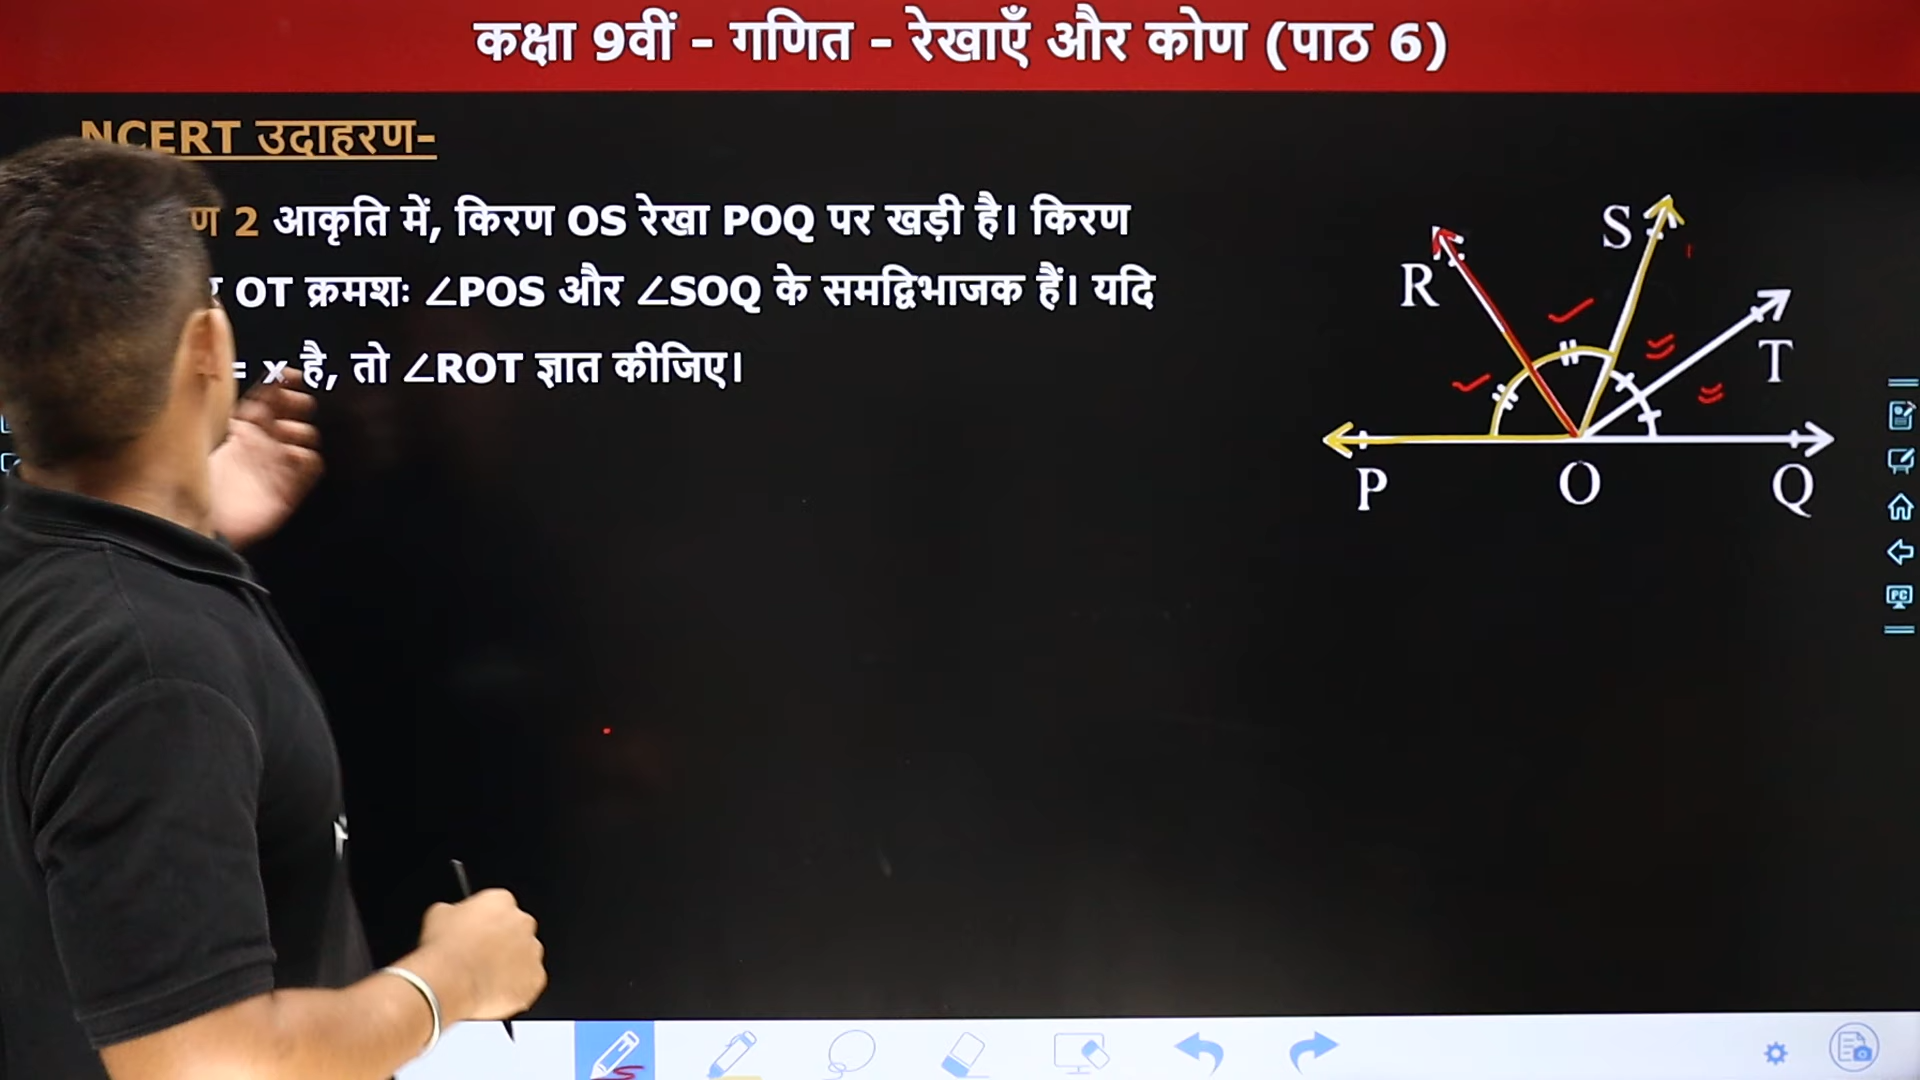 कक्षा 9वीं - गणित - रेखाएँ और कोण (पाठ 6)
NCERT उदाहरण-
2 आकृति में, किरण OS रेखा POQ पर खड़ी है। किरण
OT क्रमशः ∠POS और ∠SOQ के समद्विभाजक हैं। यदि
= x है, तो ∠ROT ज्ञात कीजिए।
S
R
T
P
O
Q
PC